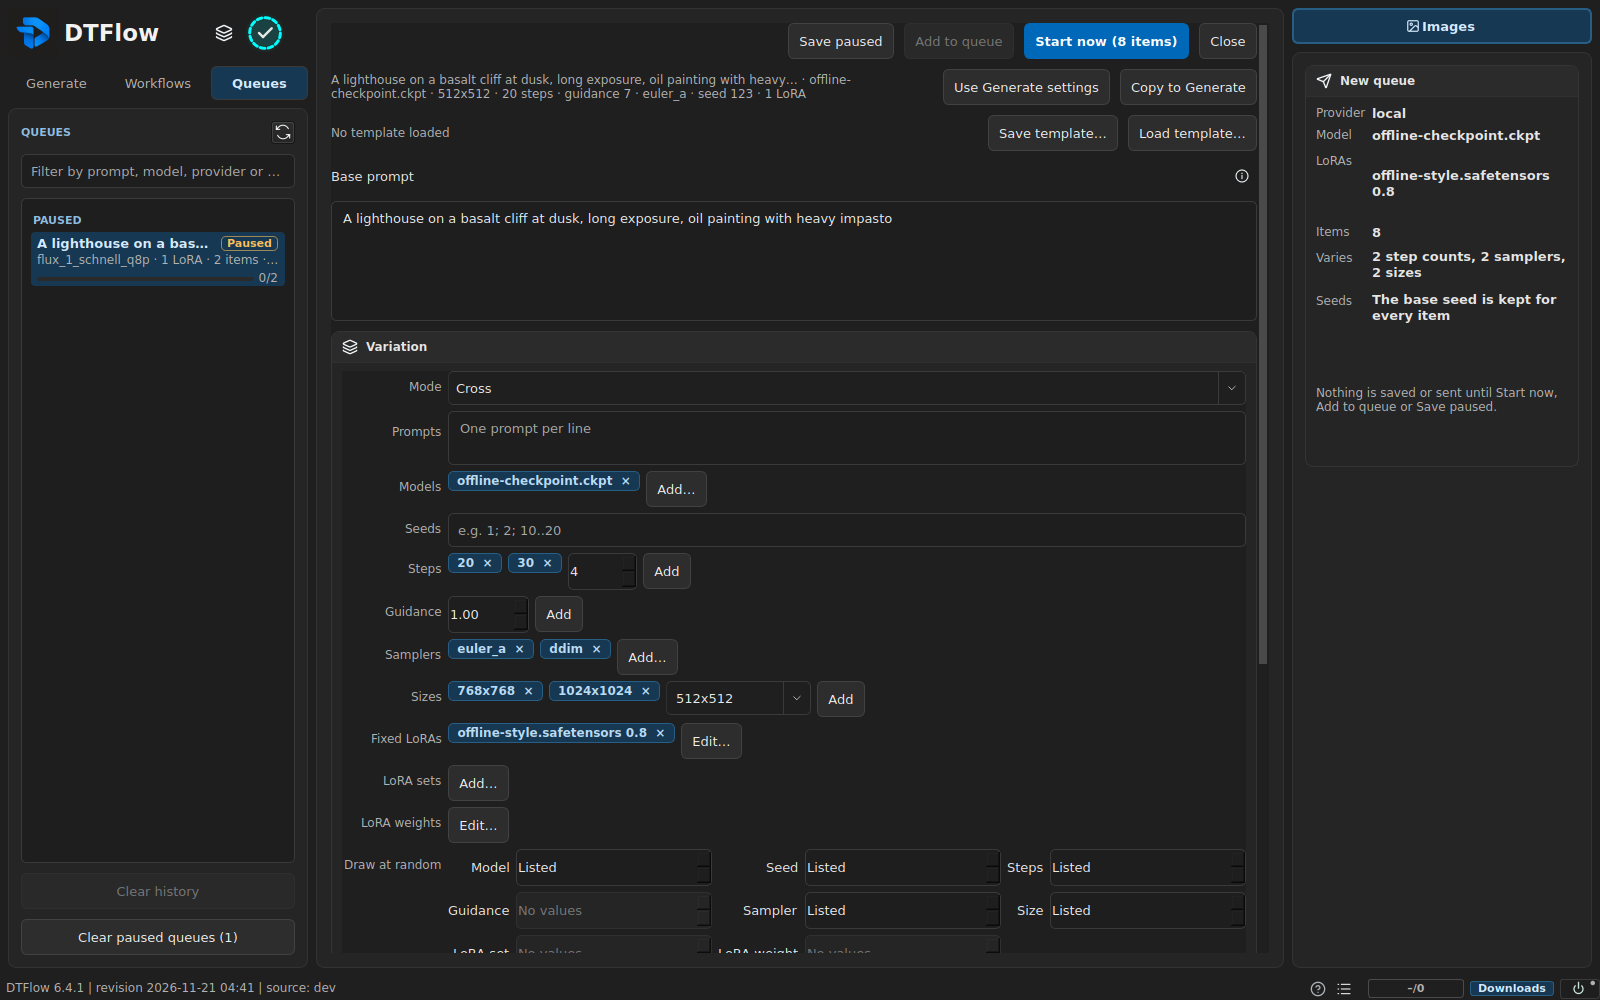 DTFlow
Generate
Workflows
Queues
QUEUES
Filter by prompt, model, provider or ...
PAUSED
A lighthouse on a bas...
Paused
flux_1_schnell_q8p · 1 LoRA · 2 items ·...
0/2
Clear history
Clear paused queues (1)
Save paused
Add to queue
Start now (8 items)
Close
A lighthouse on a basalt cliff at dusk, long exposure, oil painting with heavy... · offline-
checkpoint.ckpt · 512x512 · 20 steps · guidance 7 · euler_a · seed 123 · 1 LoRA
Use Generate settings
Copy to Generate
No template loaded
Save template...
Load template...
Base prompt
A lighthouse on a basalt cliff at dusk, long exposure, oil painting with heavy impasto
Variation
Mode
Cross
Prompts
One prompt per line
Models
offline-checkpoint.ckpt ×
Add...
Seeds
e.g. 1; 2; 10..20
Steps
20 ×
30 ×
4
Add
Guidance
1.00
Add
Samplers
euler_a ×
ddim ×
Add...
Sizes
768x768 ×
1024x1024 ×
512x512
Add
Fixed LoRAs
offline-style.safetensors 0.8 ×
Edit...
LoRA sets
Add...
LoRA weights
Edit...
Draw at random
Model
Listed
Seed
Listed
Steps
Listed
Guidance
No values
Sampler
Listed
Size
Listed
LoRA set
No values
LoRA weight
No values
Images
New queue
Provider
local
Model
offline-checkpoint.ckpt
LoRAs
offline-style.safetensors
0.8
Items
8
Varies
2 step counts, 2 samplers,
2 sizes
Seeds
The base seed is kept for
every item
Nothing is saved or sent until Start now,
Add to queue or Save paused.
DTFlow 6.4.1 | revision 2026-11-21 04:41 | source: dev
-/0
Downloads